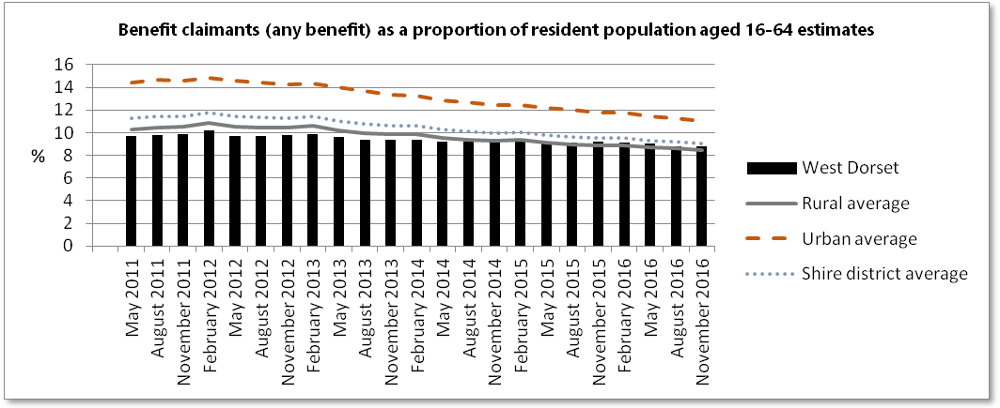 Benefit claimants (any benefit) as a proportion of resident population aged 16-64 estimates
16
14
12
10
8
6
4
2
0
%
May 2011
August 2011
November 2011
February 2012
May 2012
August 2012
November 2012
February 2013
May 2013
August 2013
November 2013
February 2014
May 2014
August 2014
November 2014
February 2015
May 2015
August 2015
November 2015
February 2016
May 2016
August 2016
November 2016
West Dorset
Rural average
Urban average
Shire district average